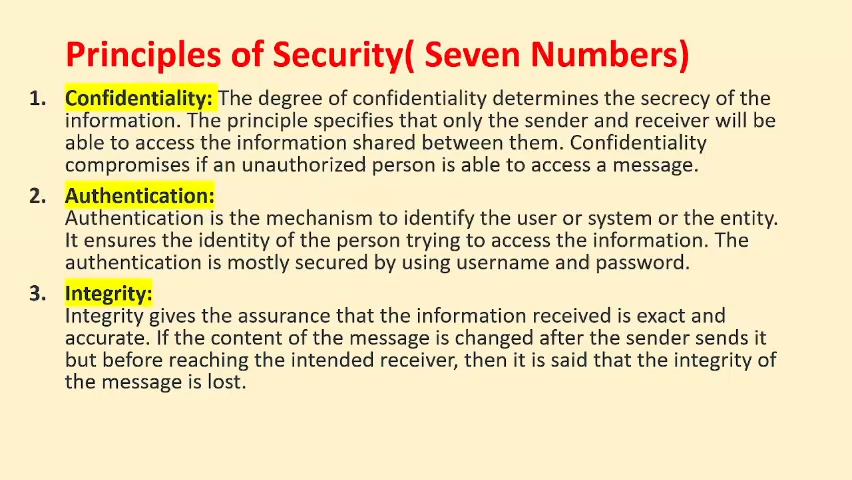 Principles of Security( Seven Numbers)
1. Confidentiality: The degree of confidentiality determines the secrecy of the
information. The principle specifies that only the sender and receiver will be
able to access the information shared between them. Confidentiality
compromises if an unauthorized person is able to access a message.
2. Authentication:
Authentication is the mechanism to identify the user or system or the entity.
It ensures the identity of the person trying to access the information. The
authentication is mostly secured by using username and password.
3. Integrity:
Integrity gives the assurance that the information received is exact and
accurate. If the content of the message is changed after the sender sends it
but before reaching the intended receiver, then it is said that the integrity of
the message is lost.